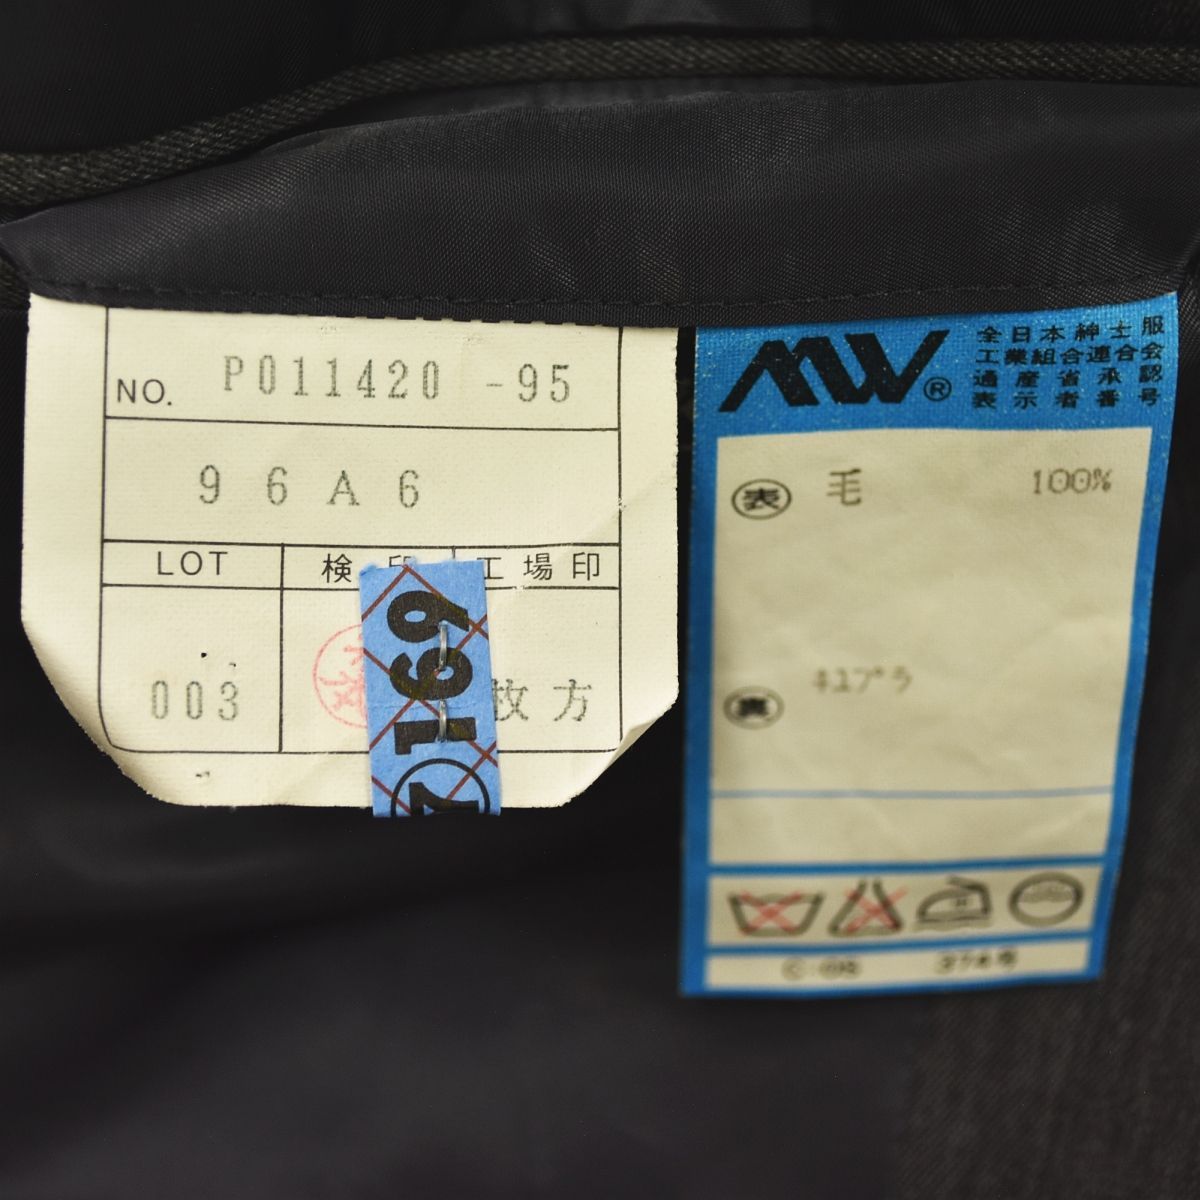 NO. P011420 -95
96A6
LOT 検印 工場印
003 枚方
1699
MW®
全日本紳士服
工業組合連合会
通産省承認
表示者番号
表 毛 100%
裏 キュプラ